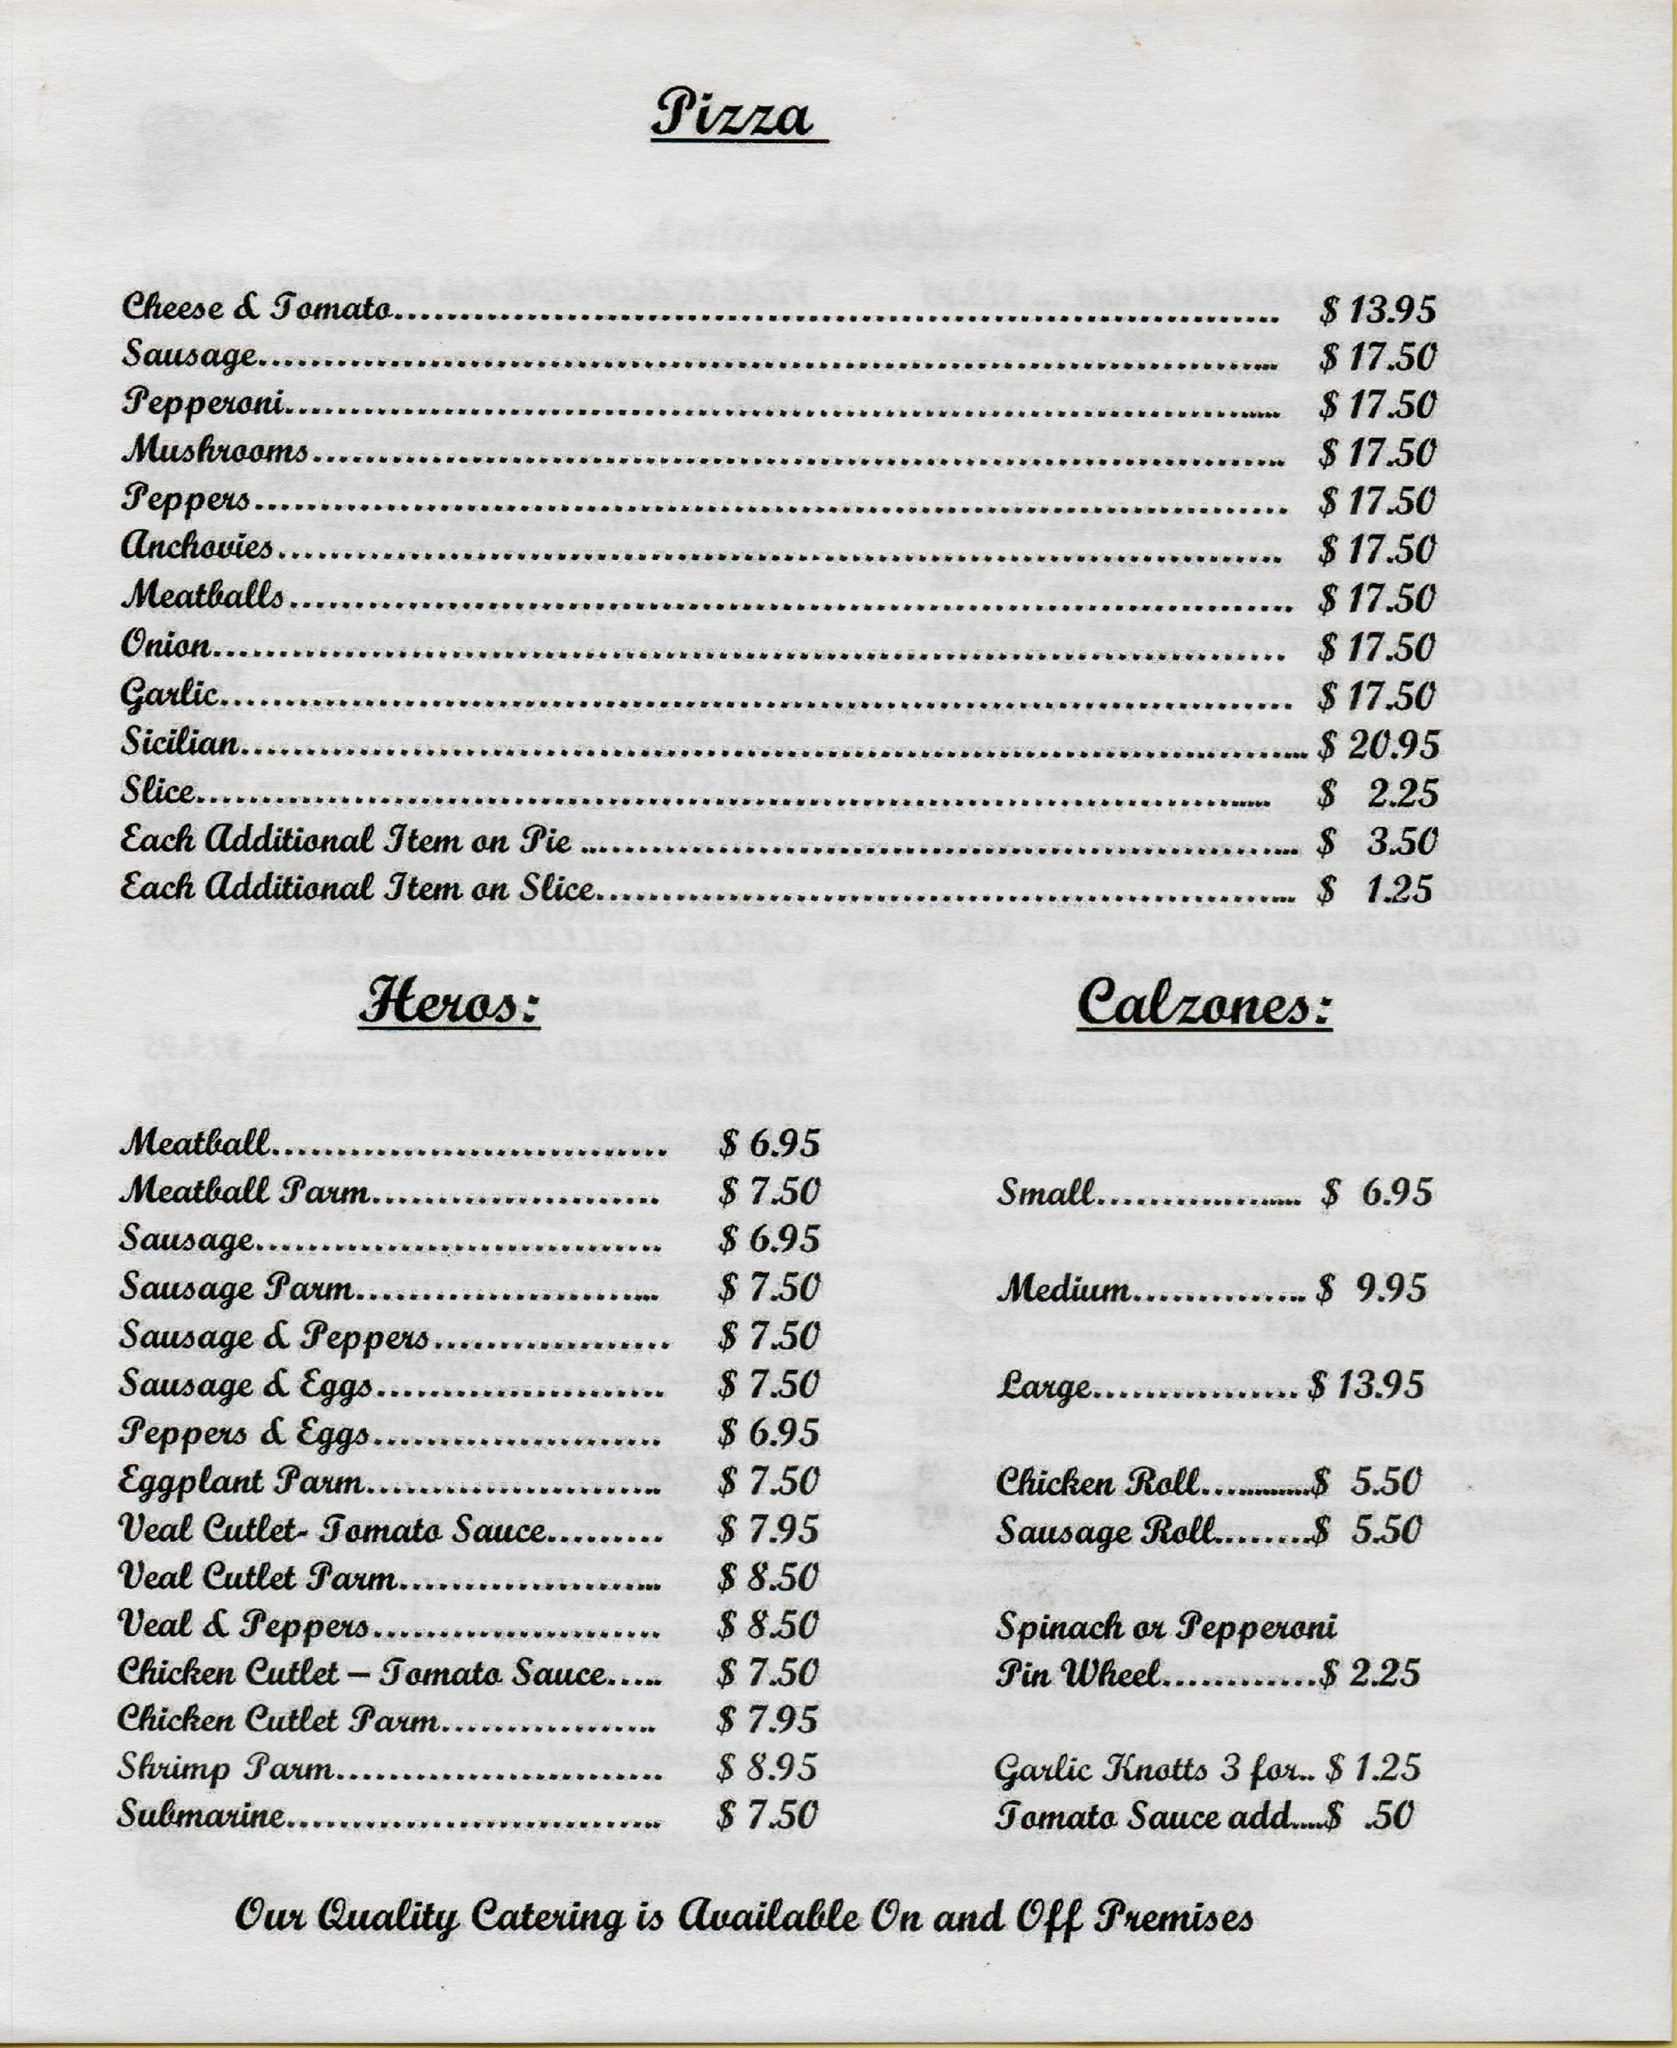 Pizza
Cheese & Tomato........ $ 13.95
Sausage........ $ 17.50
Pepperoni........ $ 17.50
Mushrooms........ $ 17.50
Peppers........ $ 17.50
Anchovies........ $ 17.50
Meatballs........ $ 17.50
Onion........ $ 17.50
Garlic........ $ 17.50
Sicilian........ $ 20.95
Slice........ $ 2.25
Each Additional Item on Pie ........ $ 3.50
Each Additional Item on Slice........ $ 1.25
Heros:
Meatball........ $ 6.95
Meatball Parm........ $ 7.50
Sausage........ $ 6.95
Sausage Parm........ $ 7.50
Sausage & Peppers........ $ 7.50
Sausage & Eggs........ $ 7.50
Peppers & Eggs........ $ 6.95
Eggplant Parm........ $ 7.50
Veal Cutlet- Tomato Sauce........ $ 7.95
Veal Cutlet Parm........ $ 8.50
Veal & Peppers........ $ 8.50
Chicken Cutlet – Tomato Sauce..... $ 7.50
Chicken Cutlet Parm........ $ 7.95
Shrimp Parm........ $ 8.95
Submarine........ $ 7.50
Calzones:
Small........ $ 6.95
Medium........ $ 9.95
Large........ $ 13.95
Chicken Roll........$ 5.50
Sausage Roll........$ 5.50
Spinach or Pepperoni
Pin Wheel........$ 2.25
Garlic Knotts 3 for.. $ 1.25
Tomato Sauce add.....$ .50
Our Quality Catering is Available On and Off Premises